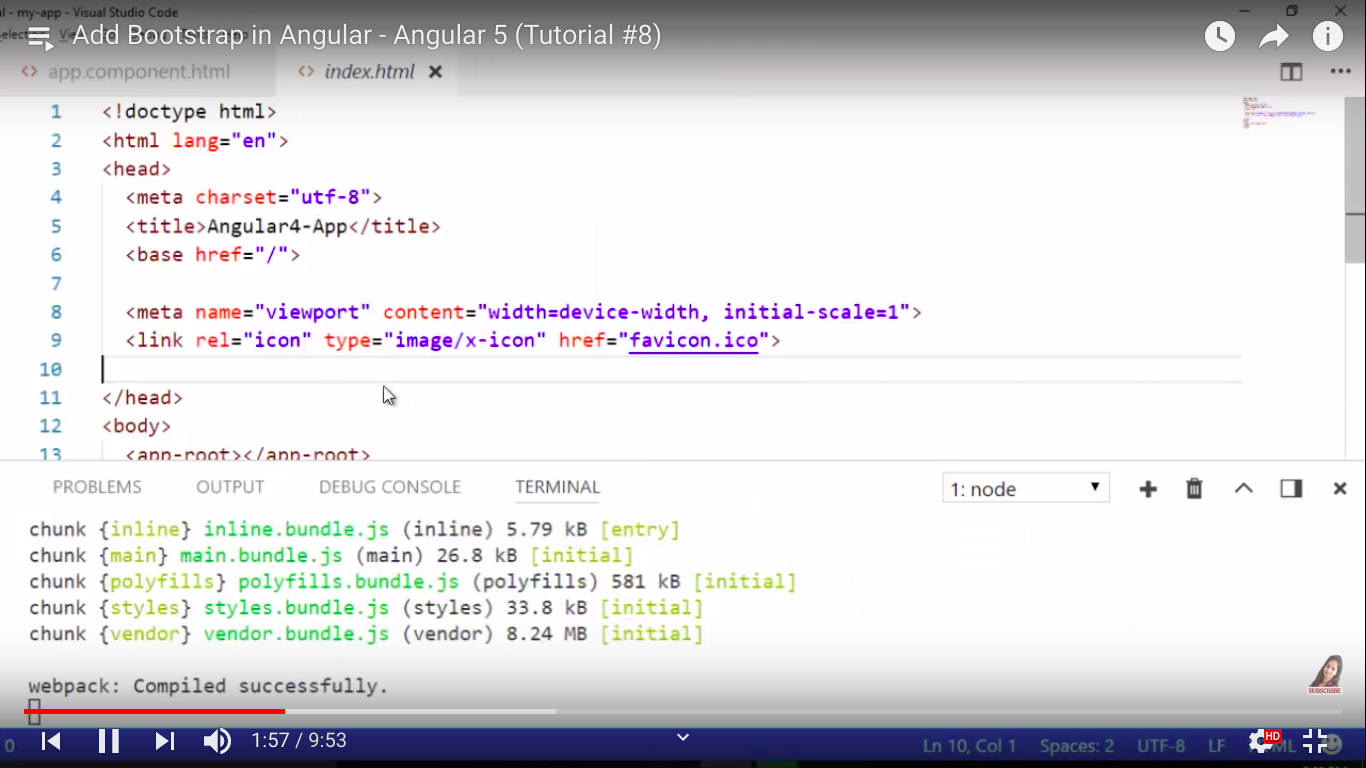 l - my-app - Visual Studio Code
Add Bootstrap in Angular - Angular 5 (Tutorial #8)
<> app.component.html <> index.html
1 <!doctype html>
2 <html lang="en">
3 <head>
4 <meta charset="utf-8">
5 <title>Angular4-App</title>
6 <base href="/">
7
8 <meta name="viewport" content="width=device-width, initial-scale=1">
9 <link rel="icon" type="image/x-icon" href="favicon.ico">
10
11 </head>
12 <body>
13 <app-root></app-root>
PROBLEMS OUTPUT DEBUG CONSOLE TERMINAL 1: node
chunk {inline} inline.bundle.js (inline) 5.79 kB [entry]
chunk {main} main.bundle.js (main) 26.8 kB [initial]
chunk {polyfills} polyfills.bundle.js (polyfills) 581 kB [initial]
chunk {styles} styles.bundle.js (styles) 33.8 kB [initial]
chunk {vendor} vendor.bundle.js (vendor) 8.24 MB [initial]
webpack: Compiled successfully.
SUBSCRIBE
0 1:57 / 9:53 Ln 10, Col 1 Spaces: 2 UTF-8 LF HD